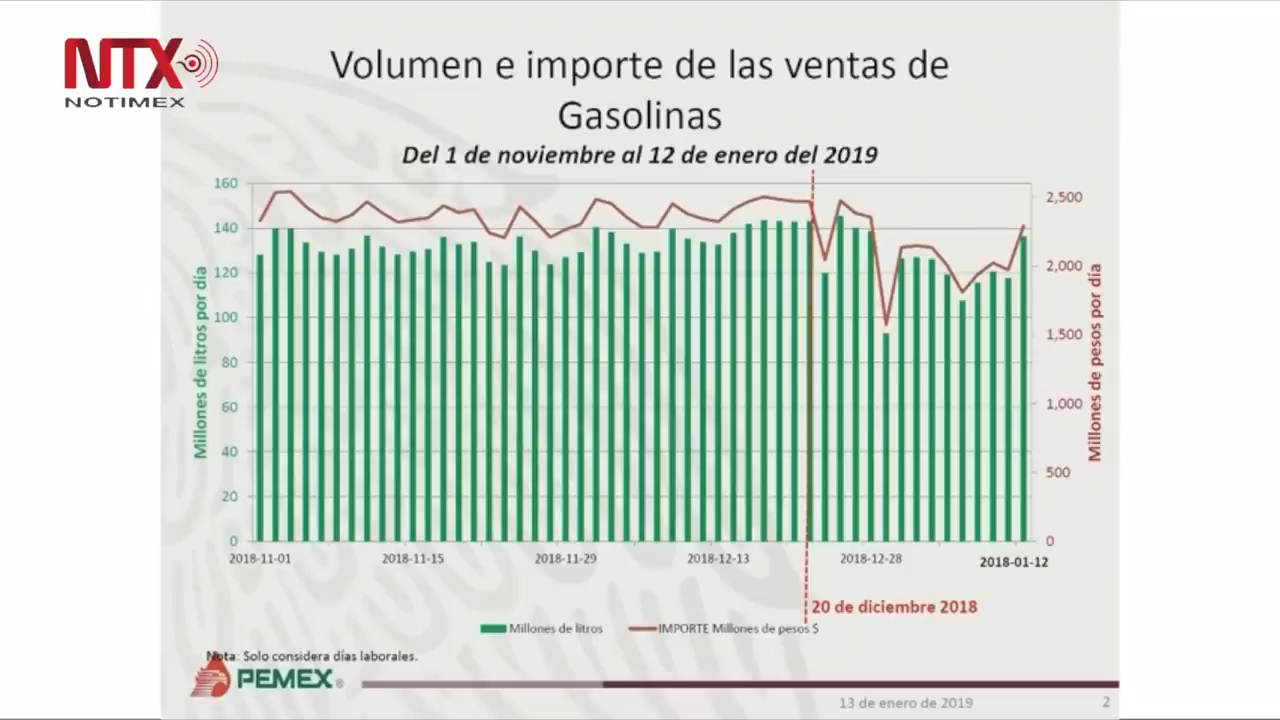 NTX
NOTIMEX
Volumen e importe de las ventas de
Gasolinas
Del 1 de noviembre al 12 de enero del 2019
Millones de litros por día
160
140
120
100
80
60
40
20
0
2,500
2,000
1,500
1,000
500
0
Millones de pesos por día
2018-11-01
2018-11-15
2018-11-29
2018-12-13
2018-12-28
2018-01-12
20 de diciembre 2018
Millones de litros
IMPORTE Millones de pesos $
Nota: Solo considera días laborales.
PEMEX®
13 de enero de 2019
2